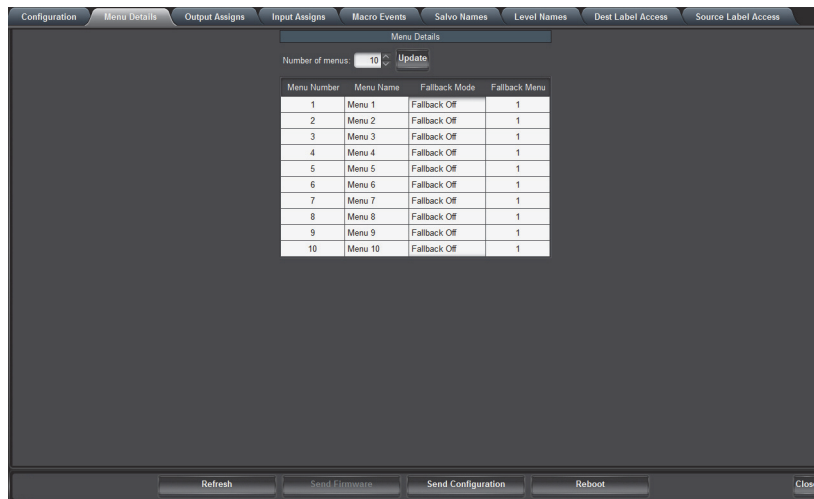 Configuration Menu Details Output Assigns Input Assigns Macro Events Salvo Names Level Names Dest Label Access Source Label Access
Menu Details
Number of menus: 10 Update
Menu Number Menu Name Fallback Mode Fallback Menu
1 Menu 1 Fallback Off 1
2 Menu 2 Fallback Off 1
3 Menu 3 Fallback Off 1
4 Menu 4 Fallback Off 1
5 Menu 5 Fallback Off 1
6 Menu 6 Fallback Off 1
7 Menu 7 Fallback Off 1
8 Menu 8 Fallback Off 1
9 Menu 9 Fallback Off 1
10 Menu 10 Fallback Off 1
Refresh Send Firmware Send Configuration Reboot Clos